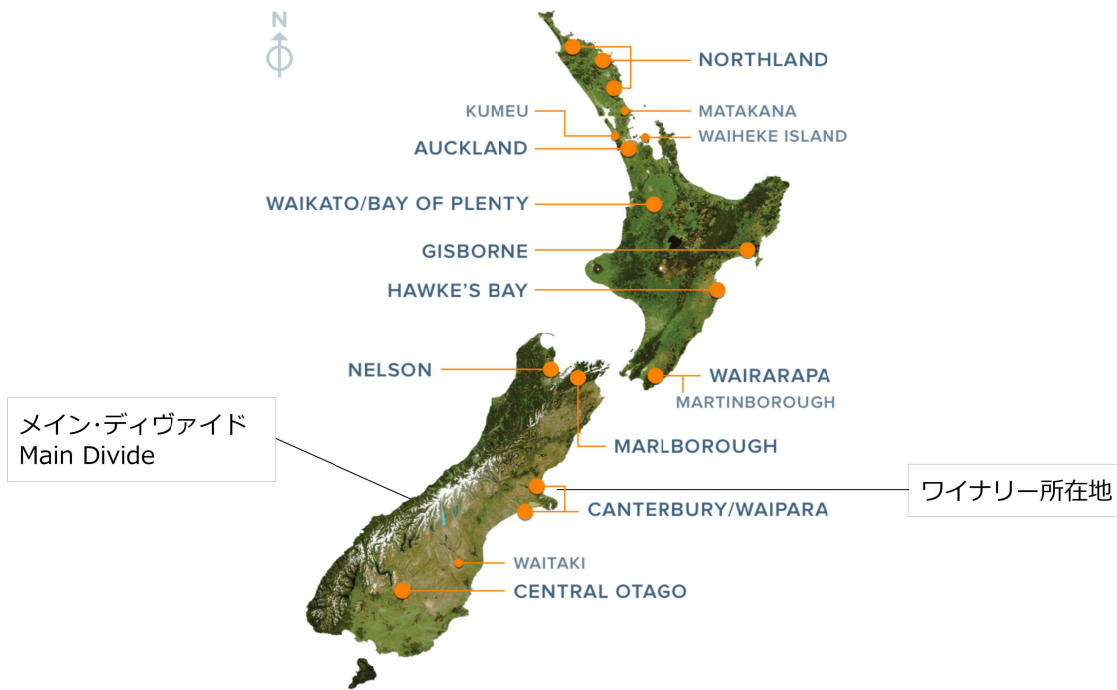 N
NORTHLAND
KUMEU
MATAKANA
WAIHEKE ISLAND
AUCKLAND
WAIKATO/BAY OF PLENTY
GISBORNE
HAWKE'S BAY
NELSON
WAIRARAPA
MARTINBOROUGH
メイン・ディヴァイド
Main Divide
MARLBOROUGH
ワイナリー所在地
CANTERBURY/WAIPARA
WAITAKI
CENTRAL OTAGO